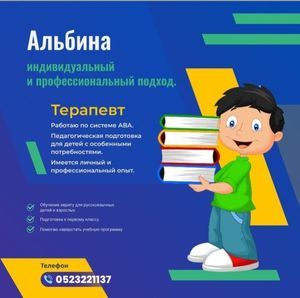 Альбина
индивидуальный
и профессиональный подход.
Терапевт
Работаю по системе АВА.
Педагогическая подготовка
для детей с особенными
потребностями.
Имеется личный и
профессиональный опыт.
Обучение ивриту для русскоязычных
детей и взрослых
Подготовка к первому классу
Помогаю наверстать учебную программу
Телефон
0523221137